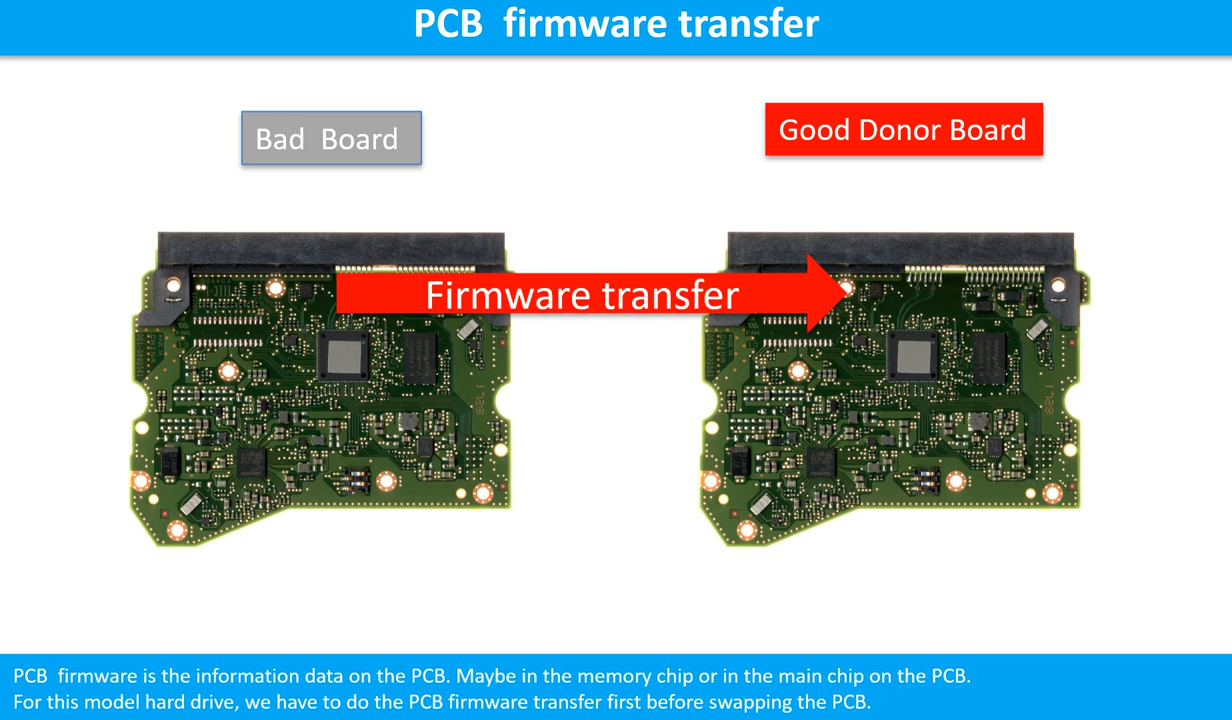 PCB firmware transfer
Bad Board
Good Donor Board
Firmware transfer
PCB firmware is the information data on the PCB. Maybe in the memory chip or in the main chip on the PCB.
For this model hard drive, we have to do the PCB firmware transfer first before swapping the PCB.